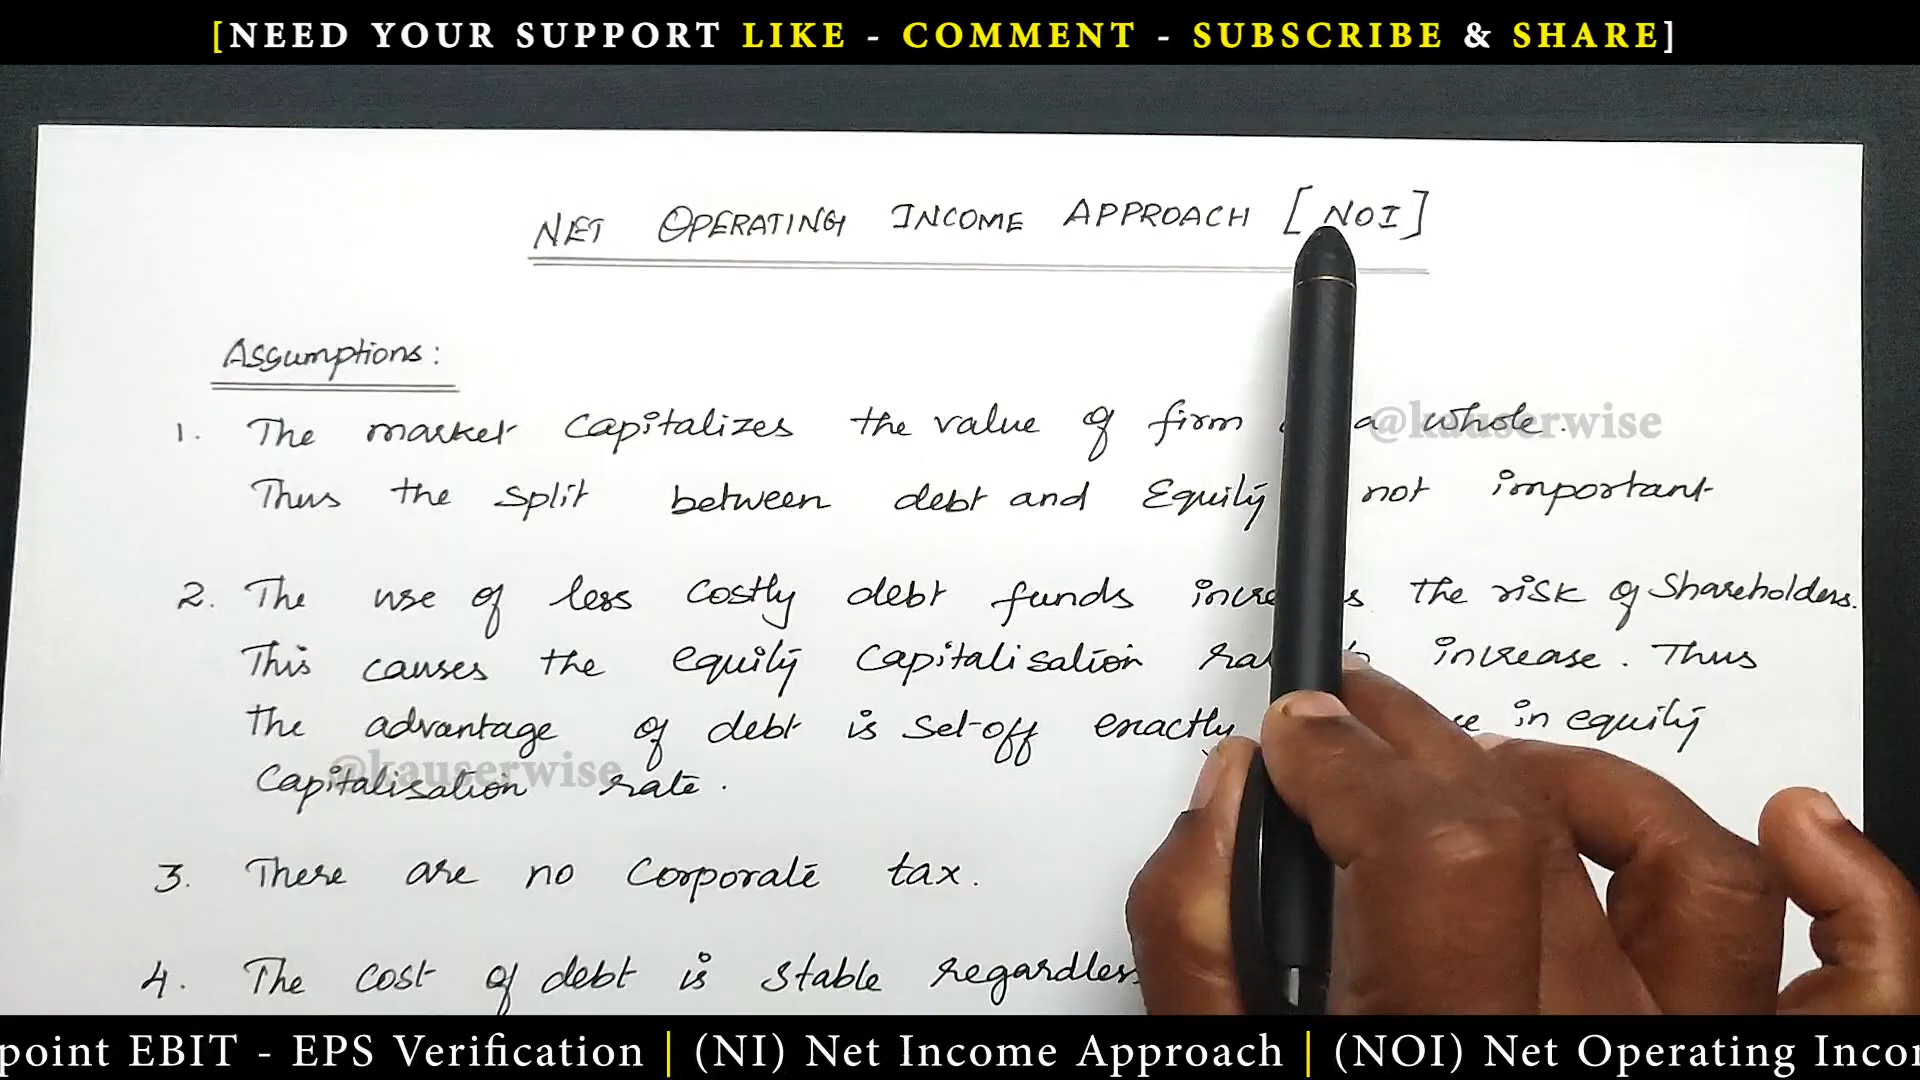 [NEED YOUR SUPPORT LIKE - COMMENT - SUBSCRIBE & SHARE]
NET OPERATING INCOME APPROACH [NOI]
Assumptions:
1. The market capitalizes the value of firm a whole.
@kauserwise
Thus the split between debt and Equity not important
2. The use of less costly debt funds the risk of Shareholders.
This causes the equity Capitalisation increase. Thus
the advantage of debt is set-off exactly in equity
@kauserwise
Capitalisation rate.
3. There are no Corporate tax.
4. The cost of debt is stable regardless
point EBIT - EPS Verification | (NI) Net Income Approach | (NOI) Net Operating Incom